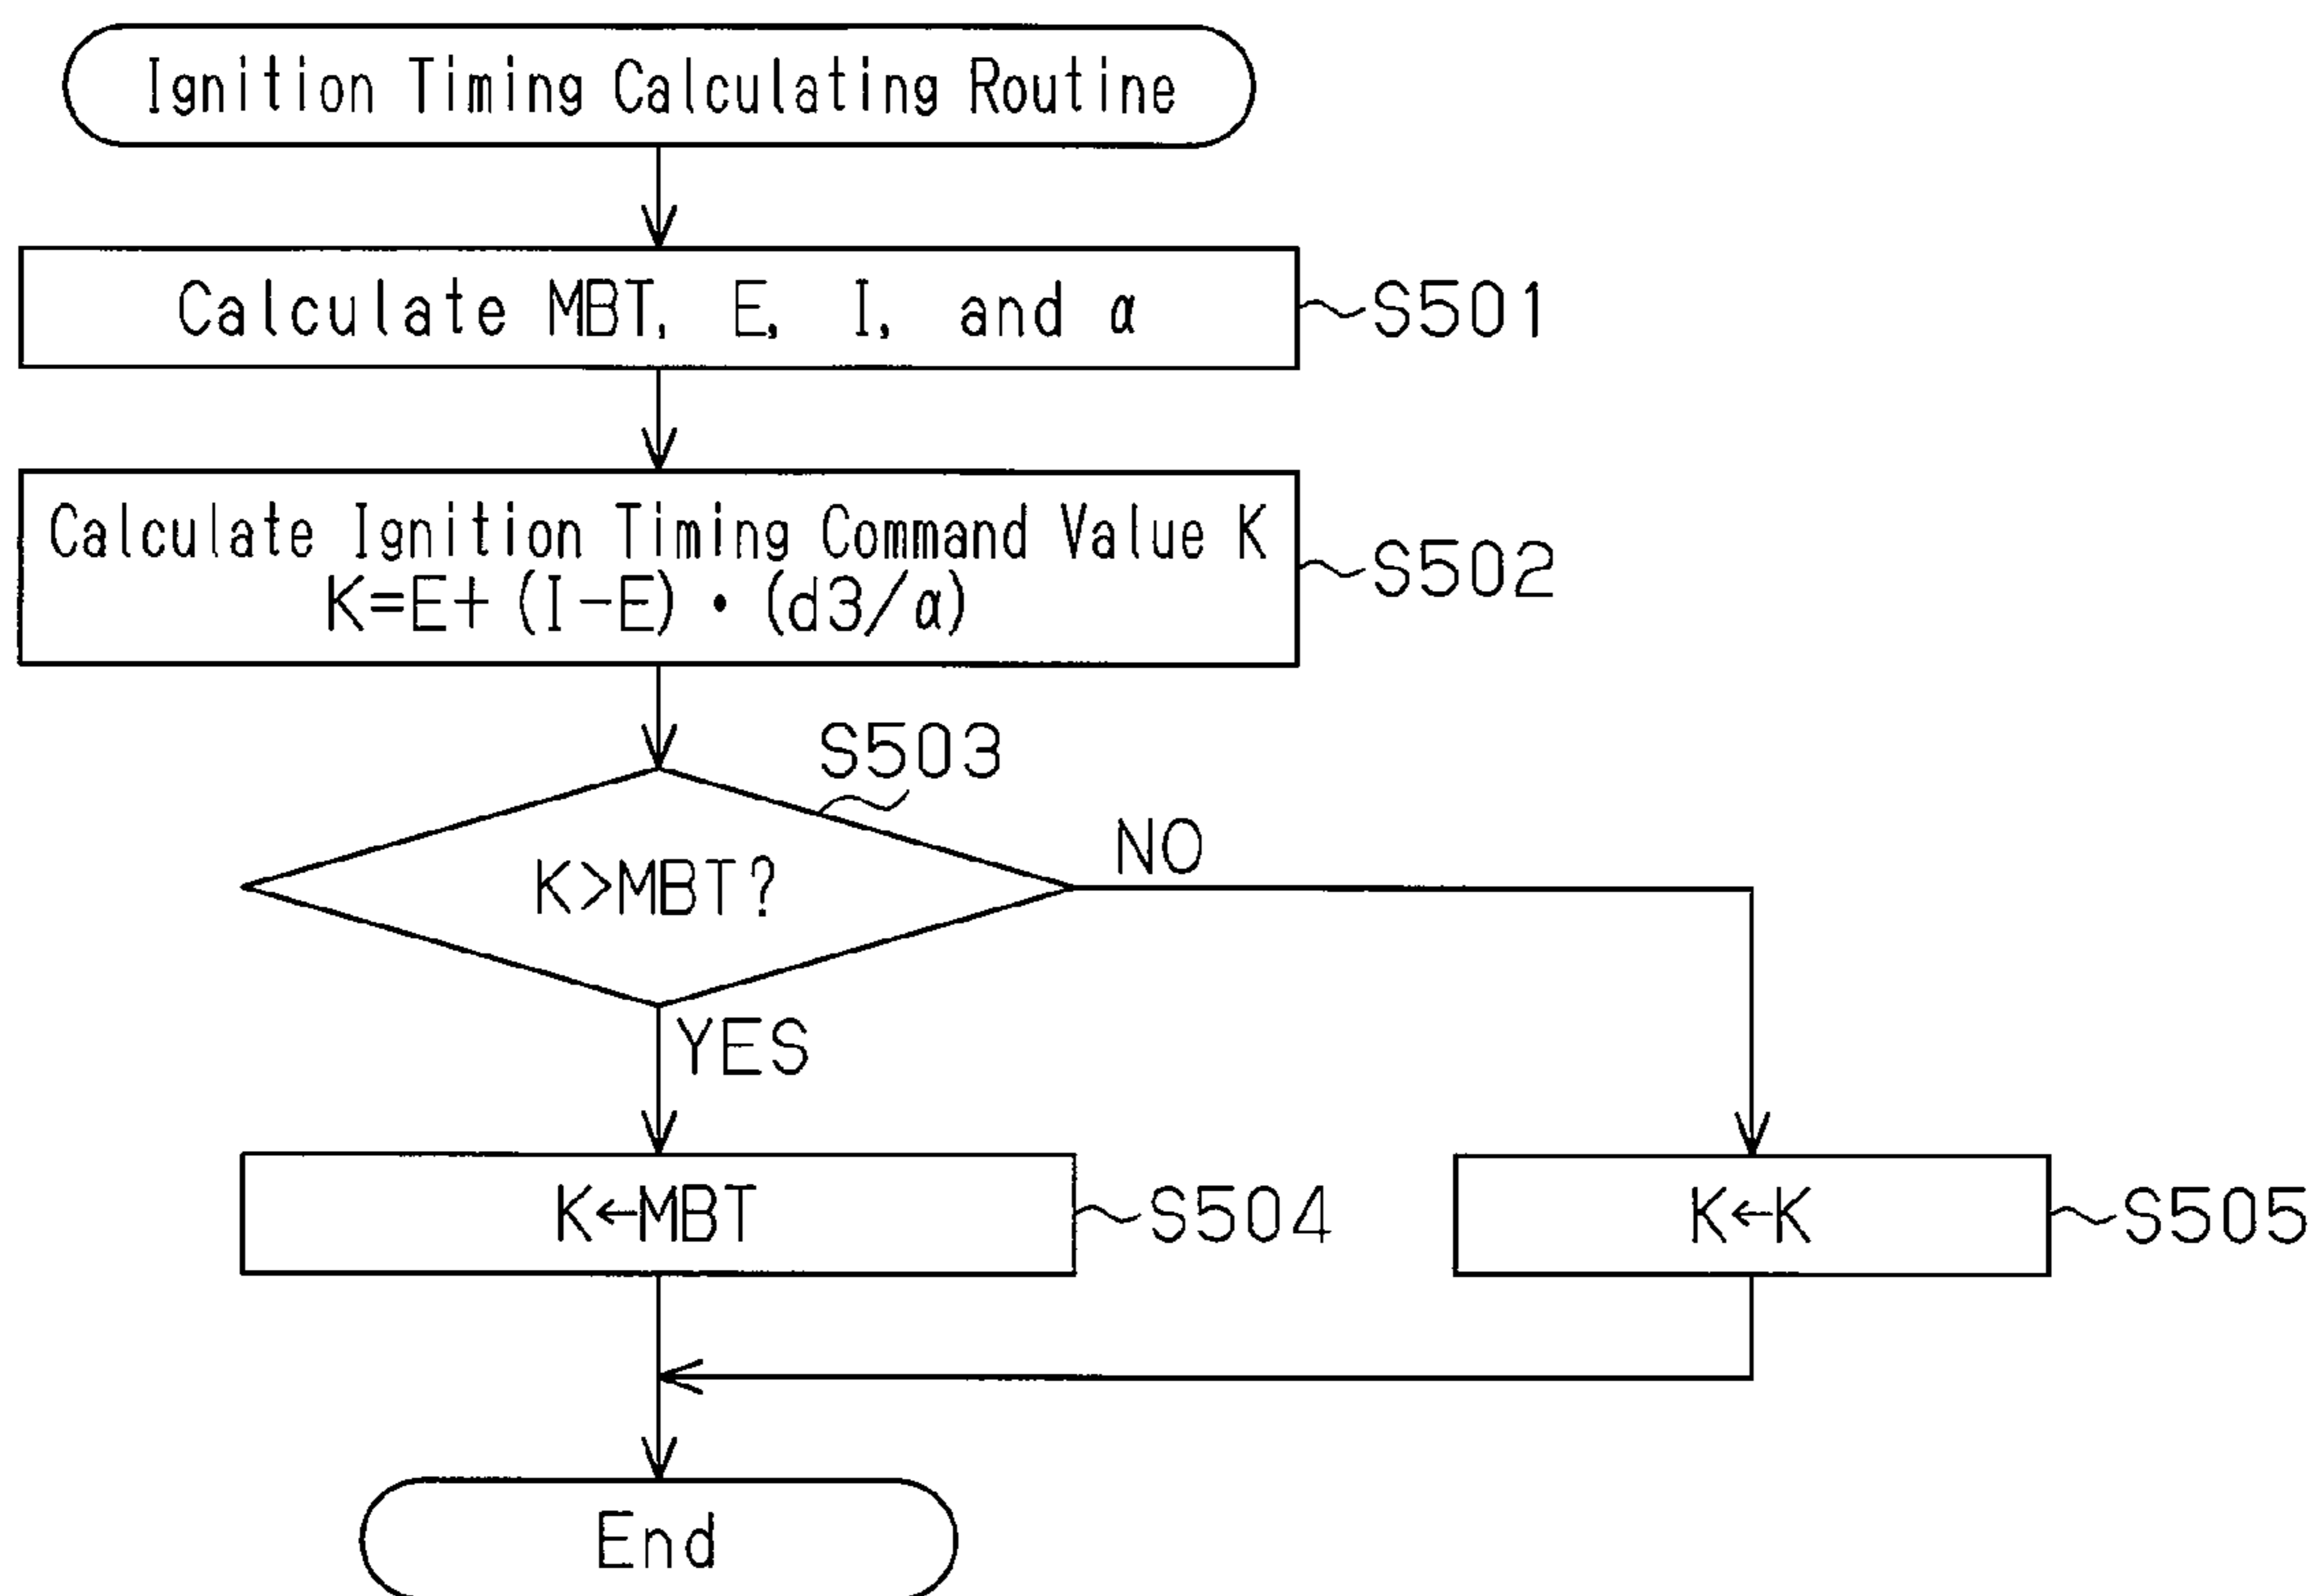 Ignition Timing Calculating Routine
Calculate MBT, E, I, and α
S501
Calculate Ignition Timing Command Value K
K=E+(I-E)・(d3/α)
S502
S503
K>MBT?
NO
YES
K←MBT
S504
K←K
S505
End